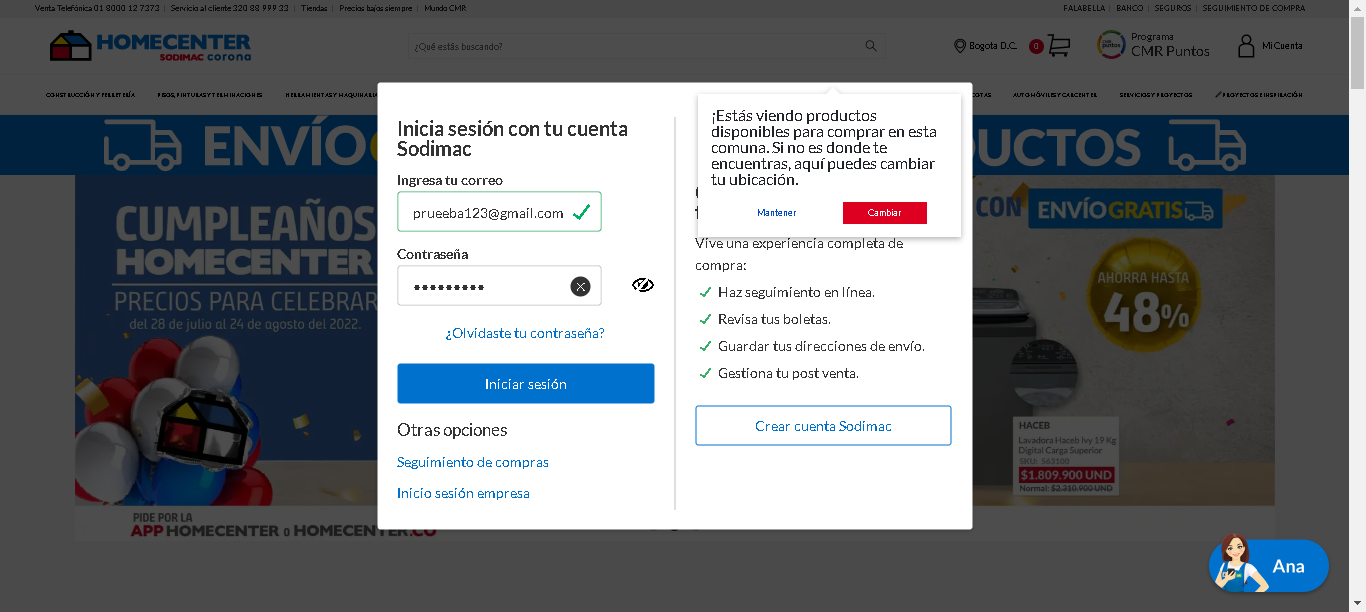 Venta Telefónica 01 8000 12 7373 | Servicio al cliente 320 88 999 33 | Tiendas | Precios bajos siempre | Mundo CMR
FALABELLA | BANCO | SEGUROS | SEGUIMIENTO DE COMPRA
HOMECENTER
SODIMAC corona
¿Qué estás buscando?
Bogota D.C.
0
Programa
CMR Puntos
Mi Cuenta
CONSTRUCCIÓN Y FERRETERÍA
PISOS, PINTURAS Y TERMINACIONES
HERRAMIENTAS Y MAQUINARIA
AUTOMÓVILES Y CAR CENTER
SERVICIOS Y PROYECTOS
PROYECTOS E INSPIRACIÓN
ENVÍO
DUCTOS
Inicia sesión con tu cuenta
Sodimac
Ingresa tu correo
prueeba123@gmail.com
Contraseña
¿Olvidaste tu contraseña?
Iniciar sesión
Otras opciones
Seguimiento de compras
Inicio sesión empresa
¡Estás viendo productos
disponibles para comprar en esta
comuna. Si no es donde te
encuentras, aquí puedes cambiar
tu ubicación.
Mantener
Cambiar
Vive una experiencia completa de
compra:
Haz seguimiento en línea.
Revisa tus boletas.
Guardar tus direcciones de envío.
Gestiona tu post venta.
Crear cuenta Sodimac
CUMPLEAÑOS
HOMECENTER
PRECIOS PARA CELEBRAR
del 28 de julio al 24 de agosto del 2022.
CON ENVÍO GRATIS
AHORRA HASTA
48%
HACEB
Lavadora Haceb Ivy 19 Kg
Digital Carga Superior
SKU: 563100
$1.809.900 UND
Normal: $2.310.900 UND
PIDE POR LA
APP HOMECENTER o HOMECENTER.CO
Ana